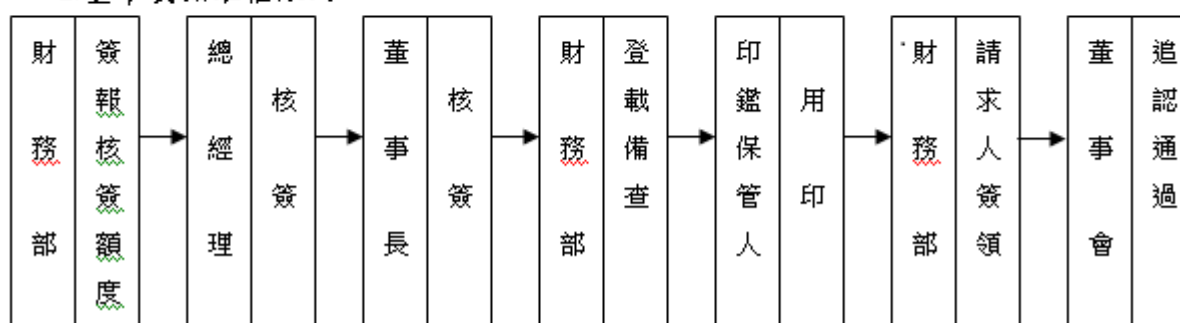 財務部
簽報核簽額度
總經理
核簽
董事長
核簽
財務部
登載備查
印鑑保管人
用印
財務部
請求人簽領
董事會
追認通過